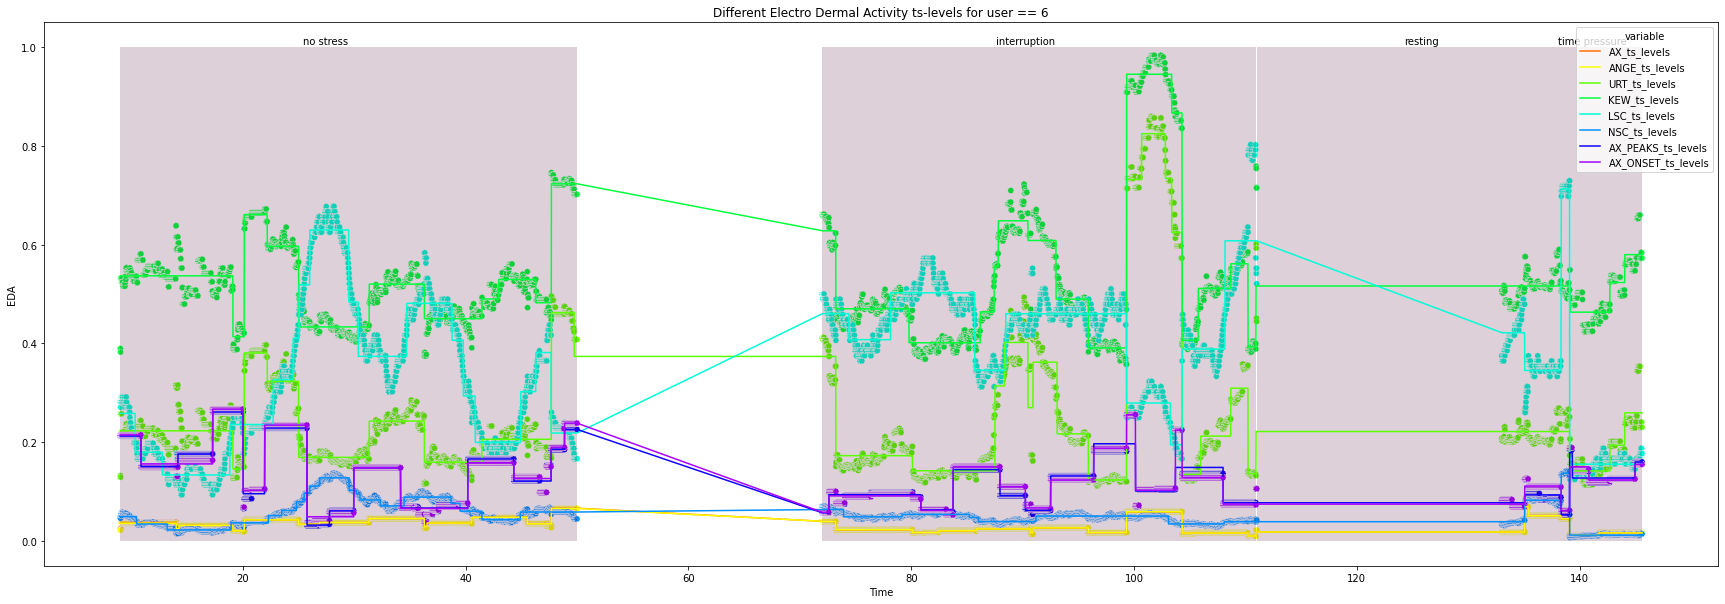 Different Electro Dermal Activity ts-levels for user == 6
no stress
interruption
resting
time pressure
variable
AX_ts_levels
ANGE_ts_levels
URT_ts_levels
KEW_ts_levels
LSC_ts_levels
NSC_ts_levels
AX_PEAKS_ts_levels
AX_ONSET_ts_levels
EDA
1.0
0.8
0.6
0.4
0.2
0.0
20
40
60
80
100
120
140
Time